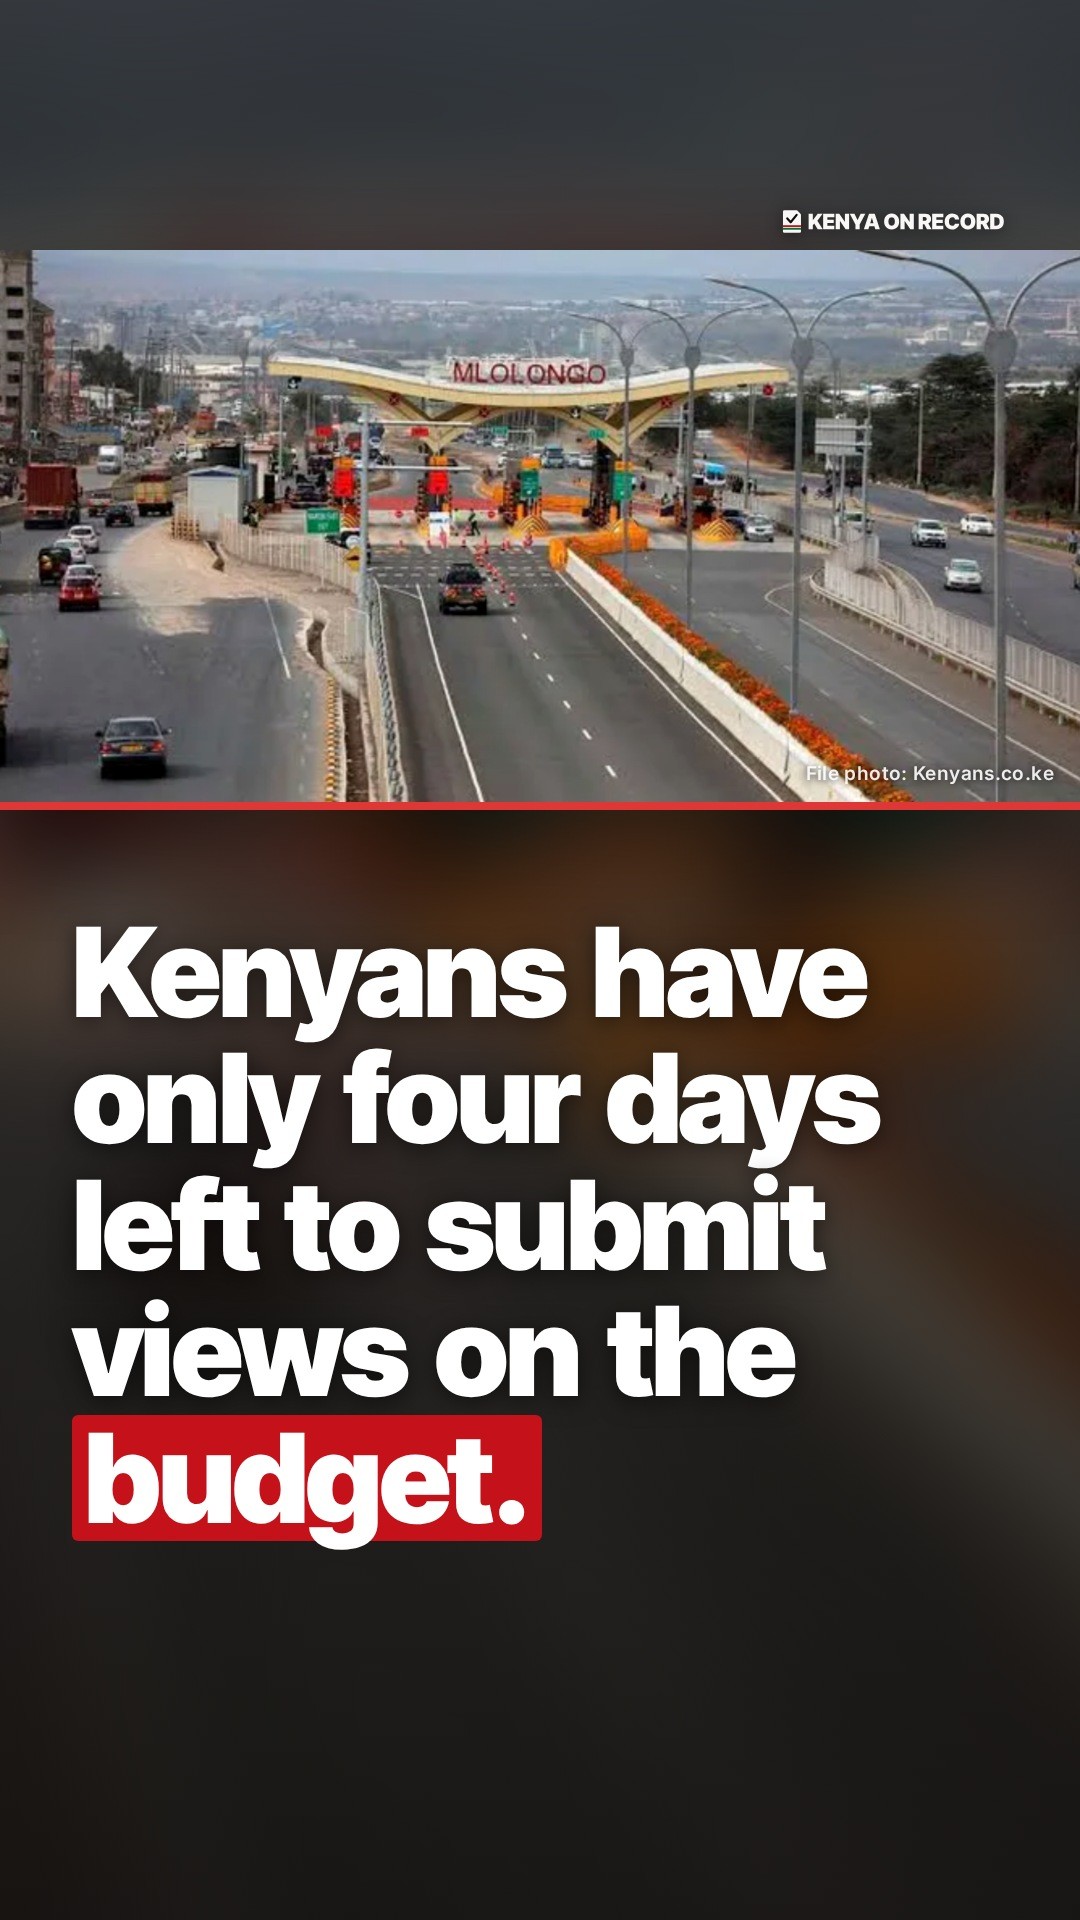 KENYA ON RECORD
MLOLONGO
File photo: Kenyans.co.ke
Kenyans have
only four days
left to submit
views on the
budget.